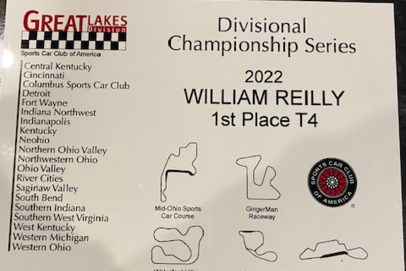 GREATLAKES
Division
Sports Car Club of America
Central Kentucky
Cincinnati
Columbus Sports Car Club
Detroit
Fort Wayne
Indiana Northwest
Indianapolis
Kentucky
Neohio
Northern Ohio Valley
Northwestern Ohio
Ohio Valley
River Cities
Saginaw Valley
South Bend
Southern Indiana
Southern West Virginia
West Kentucky
Western Michigan
Western Ohio
Divisional
Championship Series
2022
WILLIAM REILLY
1st Place T4
Mid-Ohio Sports
Car Course
GingerMan
Raceway
SPORTS CAR CLUB
OF AMERICA